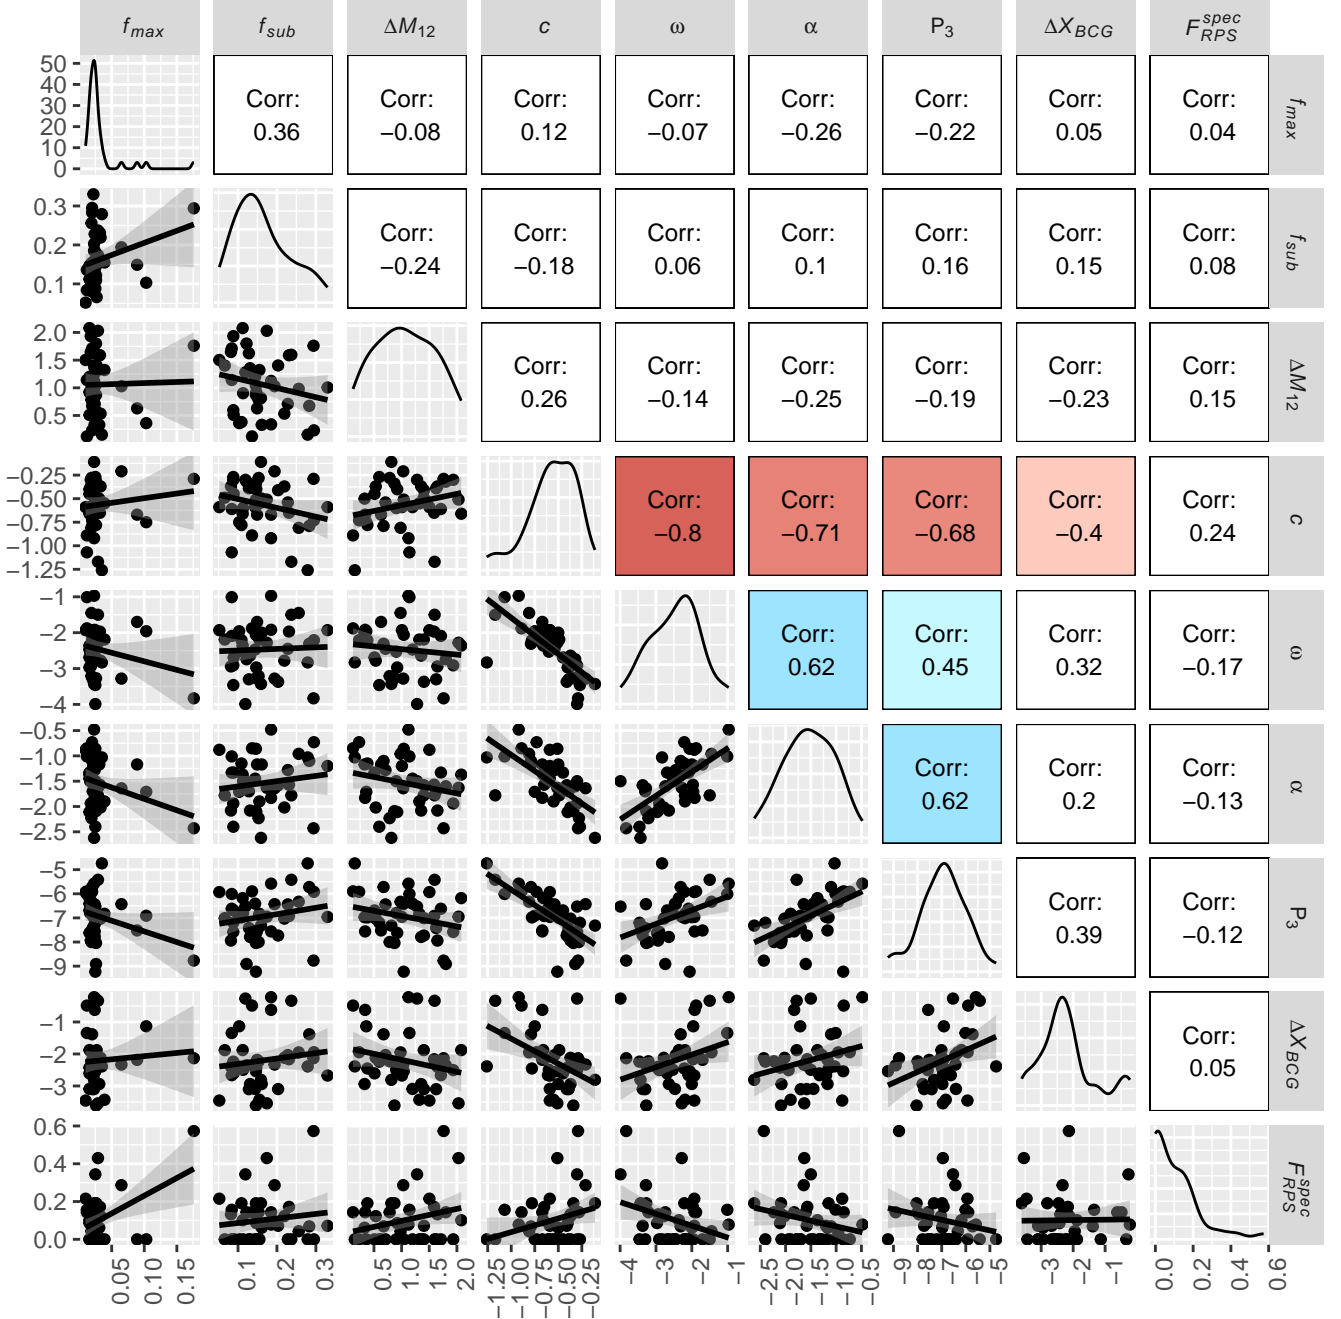 f_max f_sub ΔM_12 c ω α P_3 ΔX_BCG F_RPS^spec
50
40
30
20
10
0
Corr: Corr: Corr: Corr: Corr: Corr: Corr: Corr:
0.36 −0.08 0.12 −0.07 −0.26 −0.22 0.05 0.04
f_max
0.3
0.2
0.1
Corr: Corr: Corr: Corr: Corr: Corr: Corr:
−0.24 −0.18 0.06 0.1 0.16 0.15 0.08
f_sub
2.0
1.5
1.0
0.5
Corr: Corr: Corr: Corr: Corr: Corr:
0.26 −0.14 −0.25 −0.19 −0.23 0.15
ΔM_12
−0.25
−0.50
−0.75
−1.00
−1.25
Corr: Corr: Corr: Corr: Corr:
−0.8 −0.71 −0.68 −0.4 0.24
c
−1
−2
−3
−4
Corr: Corr: Corr: Corr:
0.62 0.45 0.32 −0.17
ω
−0.5
−1.0
−1.5
−2.0
−2.5
Corr: Corr: Corr:
0.62 0.2 −0.13
α
−5
−6
−7
−8
−9
Corr: Corr:
0.39 −0.12
P_3
−1
−2
−3
Corr:
0.05
ΔX_BCG
0.6
0.4
0.2
0.0
F_RPS^spec
0.05 0.10 0.15 0.1 0.2 0.3 0.5 1.0 1.5 2.0 −1.25 −1.00 −0.75 −0.50 −0.25 −4 −3 −2 −1 −2.5 −2.0 −1.5 −1.0 −0.5 −9 −8 −7 −6 −5 −3 −2 −1 0.0 0.2 0.4 0.6